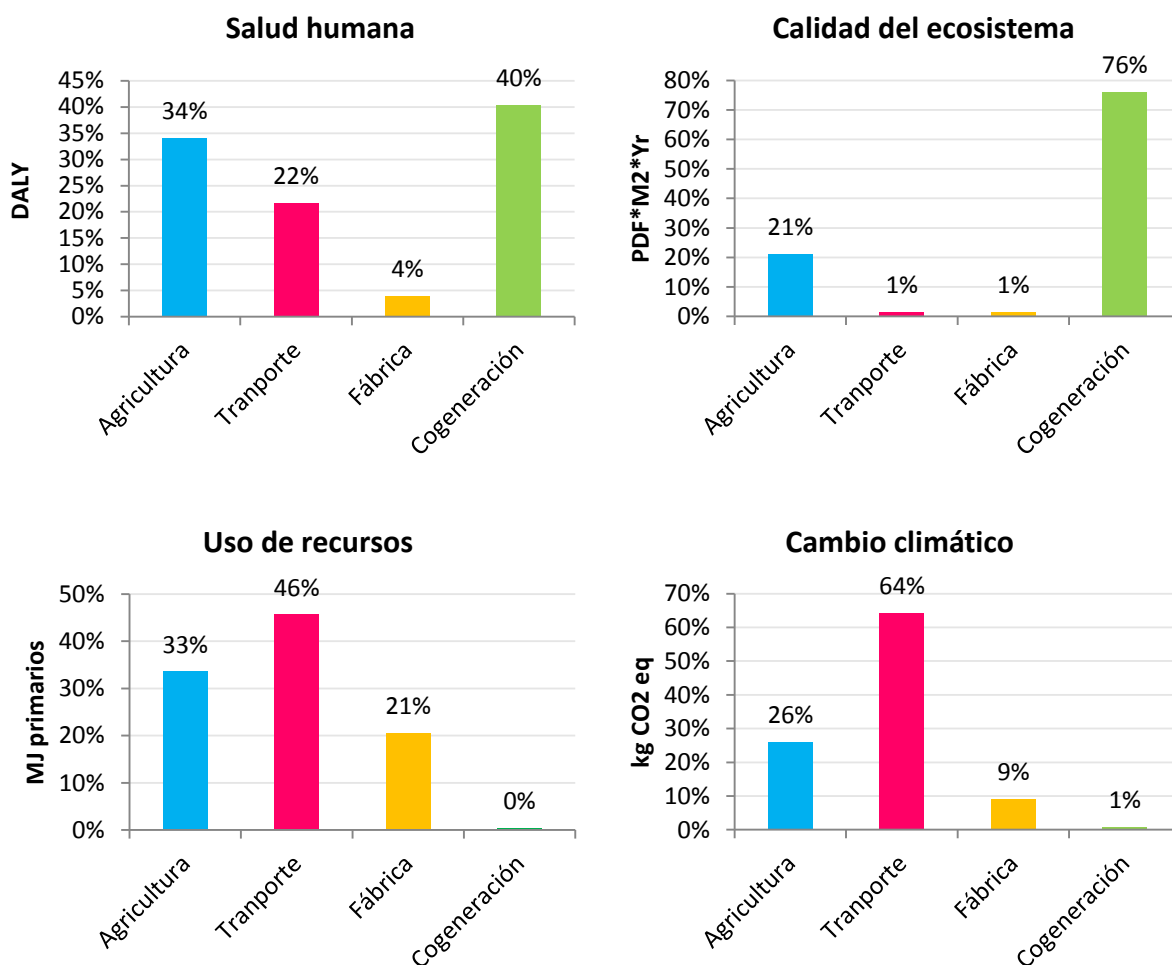 Salud humana
DALY
45%
40%
35%
30%
25%
20%
15%
10%
5%
0%
34%
22%
4%
40%
Agricultura
Tranporte
Fábrica
Cogeneración
Calidad del ecosistema
PDF*M2*Yr
80%
70%
60%
50%
40%
30%
20%
10%
0%
21%
1%
1%
76%
Agricultura
Tranporte
Fábrica
Cogeneración
Uso de recursos
MJ primarios
50%
40%
30%
20%
10%
0%
33%
46%
21%
0%
Agricultura
Tranporte
Fábrica
Cogeneración
Cambio climático
kg CO2 eq
70%
60%
50%
40%
30%
20%
10%
0%
26%
64%
9%
1%
Agricultura
Tranporte
Fábrica
Cogeneración